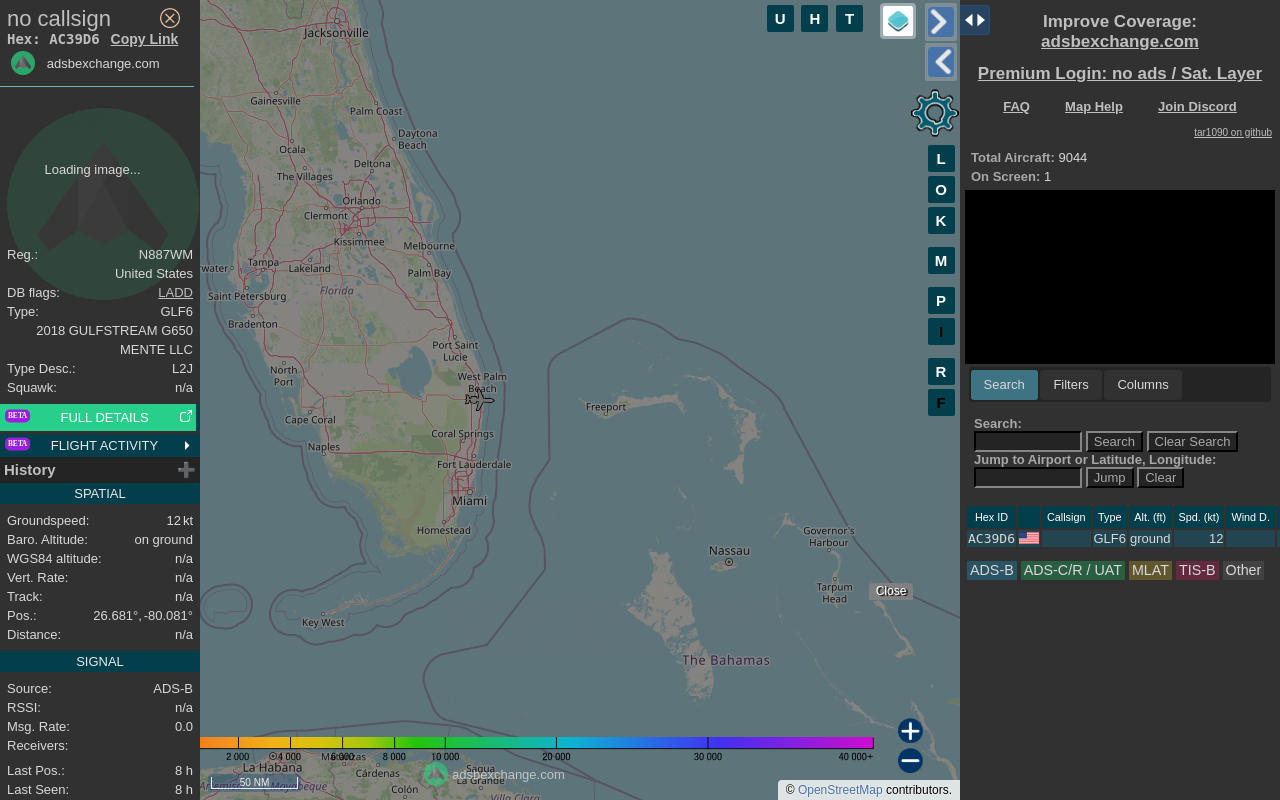 no callsign
Hex: AC39D6 Copy Link
adsbexchange.com
Loading image...
Reg.: N887WM
United States
DB flags: LADD
Type: GLF6
2018 GULFSTREAM G650
MENTE LLC
Type Desc.: L2J
Squawk: n/a
BETA FULL DETAILS
BETA FLIGHT ACTIVITY
History
SPATIAL
Groundspeed: 12 kt
Baro. Altitude: on ground
WGS84 altitude: n/a
Vert. Rate: n/a
Track: n/a
Pos.: 26.681°, -80.081°
Distance: n/a
SIGNAL
Source: ADS-B
RSSI: n/a
Msg. Rate: 0.0
Receivers:
Last Pos.: 8 h
Last Seen: 8 h
U H T
L
O
K
M
P
I
R
F
Jacksonville
Gainesville
Palm Coast
Daytona
Beach
Ocala
Deltona
The Villages
Orlando
Clermont
Kissimmee
Melbourne
Tampa
Lakeland
rwater
Palm Bay
Saint Petersburg
Florida
Bradenton
Port Saint
Lucie
North
Port
West Palm
Beach
Cape Coral
Freeport
Coral Springs
Naples
Fort Lauderdale
Miami
Homestead
Governor's
Harbour
Nassau
Tarpum
Head
Close
Key West
The Bahamas
2 000 4 000 6 000 8 000 10 000 20 000 30 000 40 000+
La Habana
Matanzas
Cárdenas
Sagua
La Grande
adsbexchange.com
Artemisa
Mayabeque
50 NM
Colón
Villa Clara
© OpenStreetMap contributors.
Improve Coverage:
adsbexchange.com
Premium Login: no ads / Sat. Layer
FAQ Map Help Join Discord
tar1090 on github
Total Aircraft: 9044
On Screen: 1
Search Filters Columns
Search:
Search Clear Search
Jump to Airport or Latitude, Longitude:
Jump Clear
Hex ID Callsign Type Alt. (ft) Spd. (kt) Wind D.
AC39D6 GLF6 ground 12
ADS-B ADS-C/R / UAT MLAT TIS-B Other